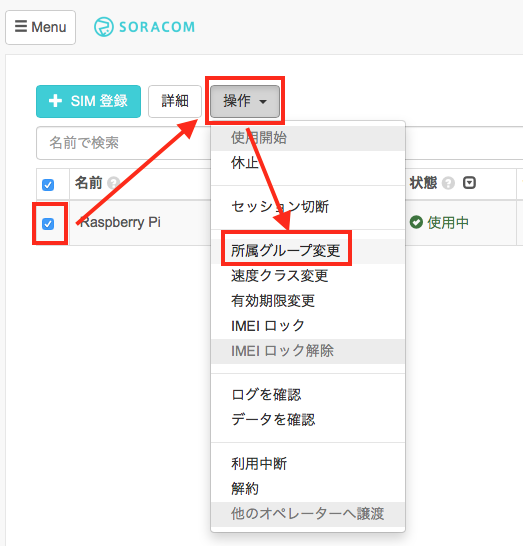 Menu SORACOM
SIM 登録 詳細 操作
名前で検索
名前 状態
Raspberry Pi 使用中
使用開始
休止
セッション切断
所属グループ変更
速度クラス変更
有効期限変更
IMEI ロック
IMEI ロック解除
ログを確認
データを確認
利用中断
解約
他のオペレーターへ譲渡